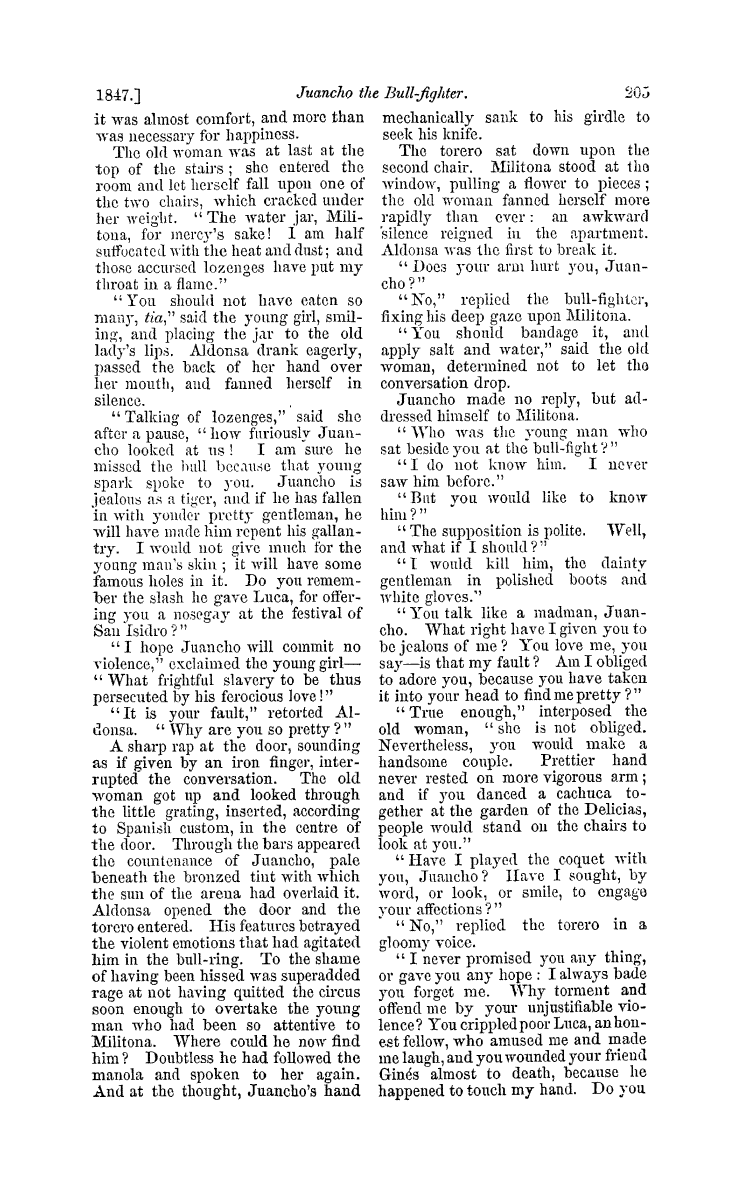 1847.] Juancho the Bull-fighter. 205
it was almost comfort, and more than
was necessary for happiness.
The old woman was at last at the
top of the stairs; she entered the
room and let herself fall upon one of
the two chairs, which cracked under
her weight. "The water jar, Mili-
tona, for mercy's sake! I am half
suffocated with the heat and dust; and
those accursed lozenges have put my
throat in a flame."
"You should not have eaten so
many, tia," said the young girl, smil-
ing, and placing the jar to the old
lady's lips. Aldonsa drank eagerly,
passed the back of her hand over
her mouth, and fanned herself in
silence.
"Talking of lozenges," said she
after a pause, "how furiously Juan-
cho looked at us! I am sure he
missed the bull because that young
spark spoke to you. Juancho is
jealous as a tiger, and if he has fallen
in with yonder pretty gentleman, he
will have made him repent his gallan-
try. I would not give much for the
young man's skin; it will have some
famous holes in it. Do you remem-
ber the slash he gave Luca, for offer-
ing you a nosegay at the festival of
San Isidro?"
"I hope Juancho will commit no
violence," exclaimed the young girl—
"What frightful slavery to be thus
persecuted by his ferocious love!"
"It is your fault," retorted Al-
donsa. "Why are you so pretty?"
A sharp rap at the door, sounding
as if given by an iron finger, inter-
rupted the conversation. The old
woman got up and looked through
the little grating, inserted, according
to Spanish custom, in the centre of
the door. Through the bars appeared
the countenance of Juancho, pale
beneath the bronzed tint with which
the sun of the arena had overlaid it.
Aldonsa opened the door and the
torero entered. His features betrayed
the violent emotions that had agitated
him in the bull-ring. To the shame
of having been hissed was superadded
rage at not having quitted the circus
soon enough to overtake the young
man who had been so attentive to
Militona. Where could he now find
him? Doubtless he had followed the
manola and spoken to her again.
And at the thought, Juancho's hand
mechanically sank to his girdle to
seek his knife.
The torero sat down upon the
second chair. Militona stood at the
window, pulling a flower to pieces;
the old woman fanned herself more
rapidly than ever: an awkward
silence reigned in the apartment.
Aldonsa was the first to break it.
"Does your arm hurt you, Juan-
cho?"
"No," replied the bull-fighter,
fixing his deep gaze upon Militona.
"You should bandage it, and
apply salt and water," said the old
woman, determined not to let the
conversation drop.
Juancho made no reply, but ad-
dressed himself to Militona.
"Who was the young man who
sat beside you at the bull-fight?"
"I do not know him. I never
saw him before."
"But you would like to know
him?"
"The supposition is polite. Well,
and what if I should?"
"I would kill him, the dainty
gentleman in polished boots and
white gloves."
"You talk like a madman, Juan-
cho. What right have I given you to
be jealous of me? You love me, you
say—is that my fault? Am I obliged
to adore you, because you have taken
it into your head to find me pretty?"
"True enough," interposed the
old woman, "she is not obliged.
Nevertheless, you would make a
handsome couple. Prettier hand
never rested on more vigorous arm;
and if you danced a cachuca to-
gether at the garden of the Delicias,
people would stand on the chairs to
look at you."
"Have I played the coquet with
you, Juancho? Have I sought, by
word, or look, or smile, to engage
your affections?"
"No," replied the torero in a
gloomy voice.
"I never promised you any thing,
or gave you any hope: I always bade
you forget me. Why torment and
offend me by your unjustifiable vio-
lence? You crippled poor Luca, an hon-
est fellow, who amused me and made
me laugh, and you wounded your friend
Ginés almost to death, because he
happened to touch my hand. Do you